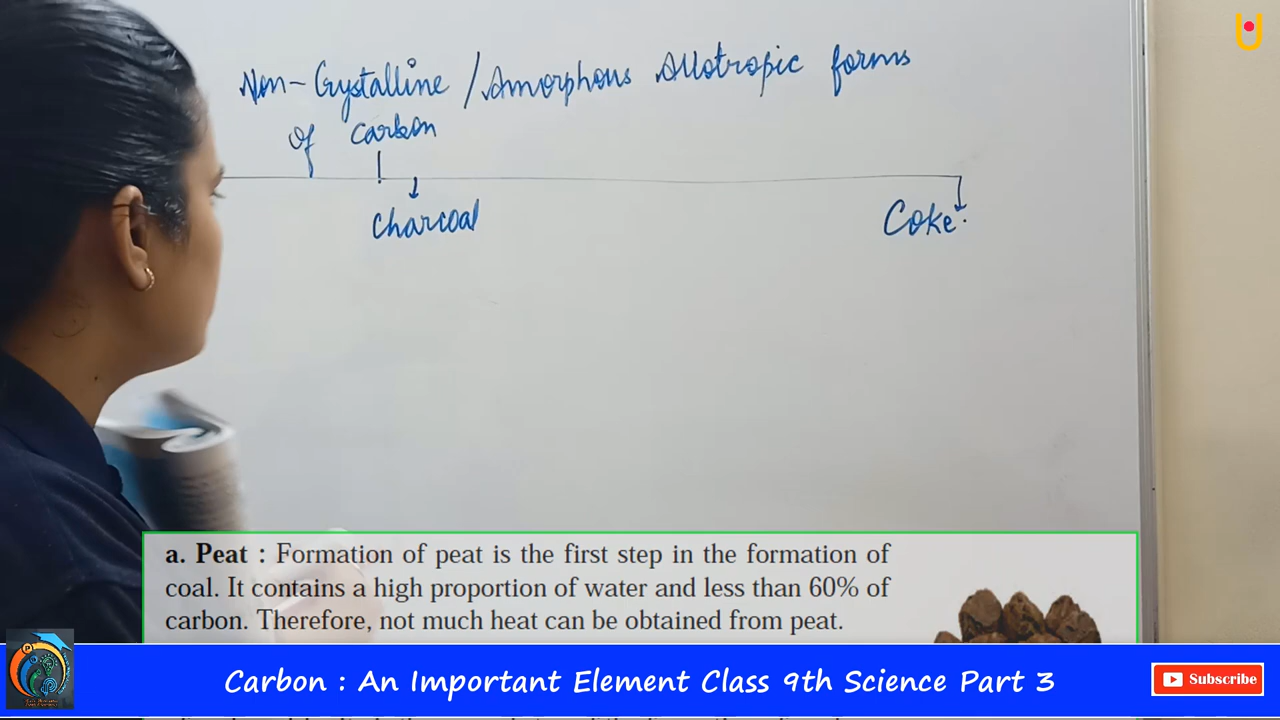 Non-Crystalline / Amorphous Allotropic forms
of carbon
Charcoal
Coke
a. Peat : Formation of peat is the first step in the formation of
coal. It contains a high proportion of water and less than 60% of
carbon. Therefore, not much heat can be obtained from peat.
Carbon : An Important Element Class 9th Science Part 3
Subscribe